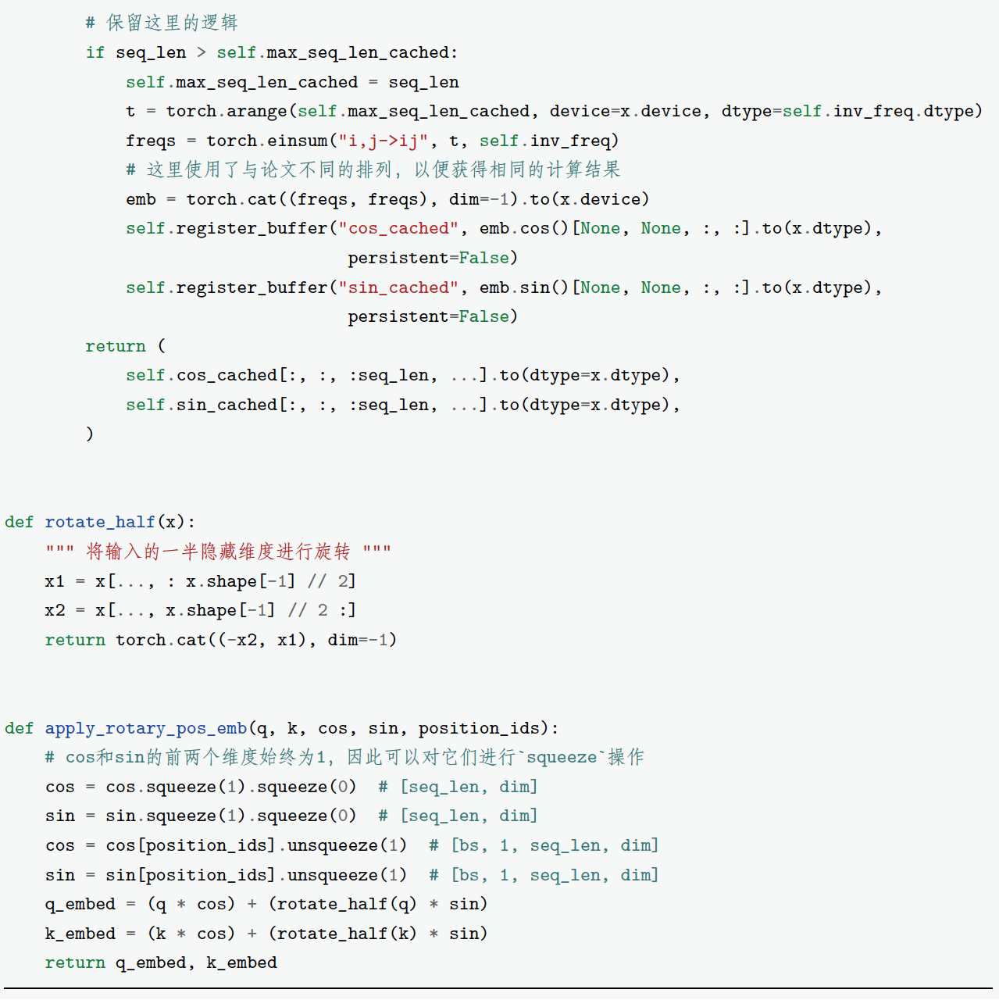 # 保留这里的逻辑
if seq_len > self.max_seq_len_cached:
self.max_seq_len_cached = seq_len
t = torch.arange(self.max_seq_len_cached, device=x.device, dtype=self.inv_freq.dtype)
freqs = torch.einsum("i,j->ij", t, self.inv_freq)
# 这里使用了与论文不同的排列，以便获得相同的计算结果
emb = torch.cat((freqs, freqs), dim=-1).to(x.device)
self.register_buffer("cos_cached", emb.cos()[None, None, :, :].to(x.dtype),
persistent=False)
self.register_buffer("sin_cached", emb.sin()[None, None, :, :].to(x.dtype),
persistent=False)
return (
self.cos_cached[:, :, :seq_len, ...].to(dtype=x.dtype),
self.sin_cached[:, :, :seq_len, ...].to(dtype=x.dtype),
)
def rotate_half(x):
""" 将输入的一半隐藏维度进行旋转 """
x1 = x[..., : x.shape[-1] // 2]
x2 = x[..., x.shape[-1] // 2 :]
return torch.cat((-x2, x1), dim=-1)
def apply_rotary_pos_emb(q, k, cos, sin, position_ids):
# cos和sin的前两个维度始终为1，因此可以对它们进行`squeeze`操作
cos = cos.squeeze(1).squeeze(0)  # [seq_len, dim]
sin = sin.squeeze(1).squeeze(0)  # [seq_len, dim]
cos = cos[position_ids].unsqueeze(1)  # [bs, 1, seq_len, dim]
sin = sin[position_ids].unsqueeze(1)  # [bs, 1, seq_len, dim]
q_embed = (q * cos) + (rotate_half(q) * sin)
k_embed = (k * cos) + (rotate_half(k) * sin)
return q_embed, k_embed